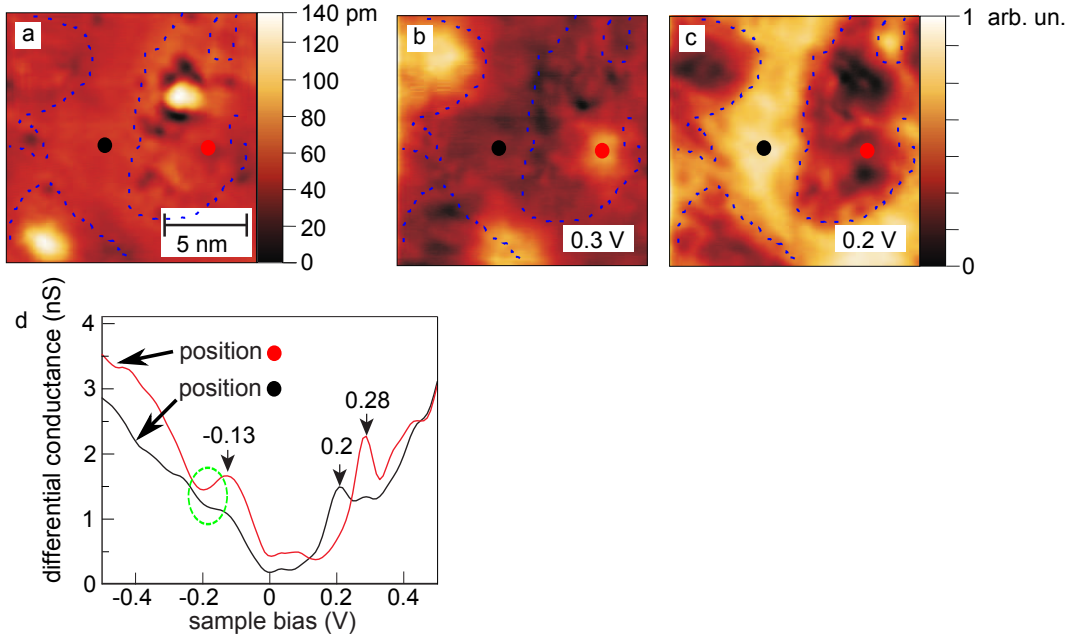 a
140 pm
120
100
80
60
40
20
0
5 nm
b
0.3 V
c
0.2 V
1 arb. un.
0
d
differential conductance (nS)
4
3
2
1
0
position
position
-0.13
0.2
0.28
-0.4 -0.2 0 0.2 0.4
sample bias (V)